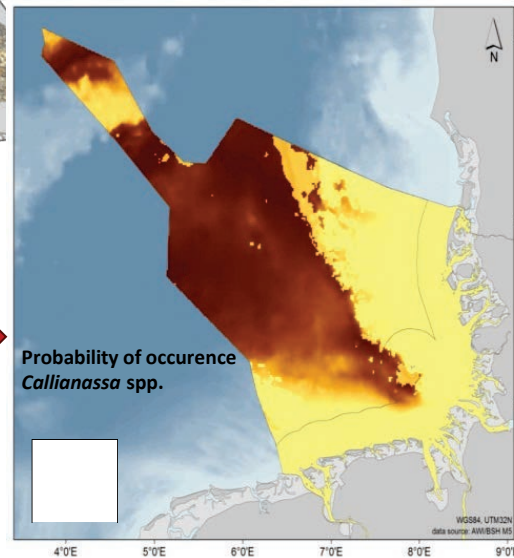 N
Probability of occurence
Callianassa spp.
WGS84, UTM32N
data source: AWI/BSH M5
4°0'E 5°0'E 6°0'E 7°0'E 8°0'E 9°0'